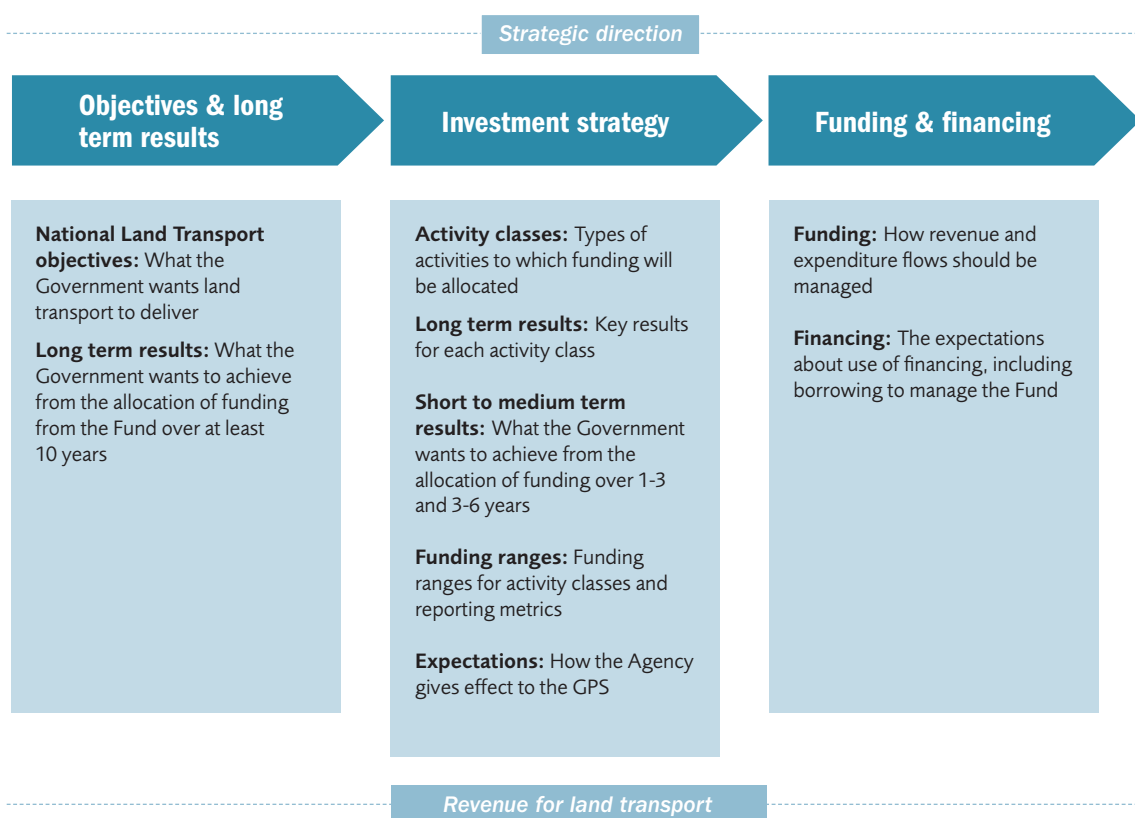 Strategic direction
Objectives & long
term results
Investment strategy
Funding & financing
National Land Transport
objectives: What the
Government wants land
transport to deliver
Long term results: What the
Government wants to achieve
from the allocation of funding
from the Fund over at least
10 years
Activity classes: Types of
activities to which funding will
be allocated
Long term results: Key results
for each activity class
Short to medium term
results: What the Government
wants to achieve from the
allocation of funding over 1-3
and 3-6 years
Funding ranges: Funding
ranges for activity classes and
reporting metrics
Expectations: How the Agency
gives effect to the GPS
Funding: How revenue and
expenditure flows should be
managed
Financing: The expectations
about use of financing, including
borrowing to manage the Fund
Revenue for land transport